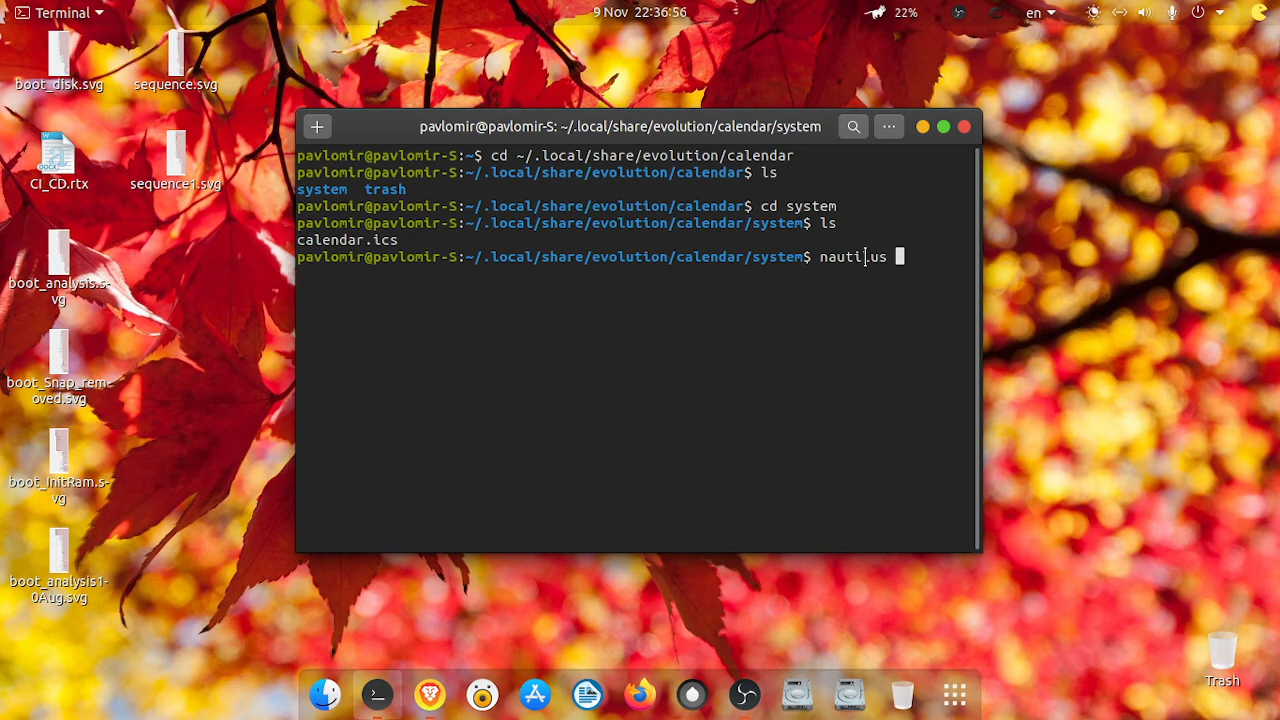 Terminal
9 Nov 22:36:56
22%
en
boot_disk.svg
sequence.svg
CI_CD.rtx
sequence1.svg
boot_analysis.s-
vg
boot_Snap_rem-
oved.svg
boot_InitRam.s-
vg
boot_analysis1-
0Aug.svg
pavlomir@pavlomir-S: ~/.local/share/evolution/calendar/system
pavlomir@pavlomir-S:~$ cd ~/.local/share/evolution/calendar
pavlomir@pavlomir-S:~/.local/share/evolution/calendar$ ls
system  trash
pavlomir@pavlomir-S:~/.local/share/evolution/calendar$ cd system
pavlomir@pavlomir-S:~/.local/share/evolution/calendar/system$ ls
calendar.ics
pavlomir@pavlomir-S:~/.local/share/evolution/calendar/system$ nautilus
Trash